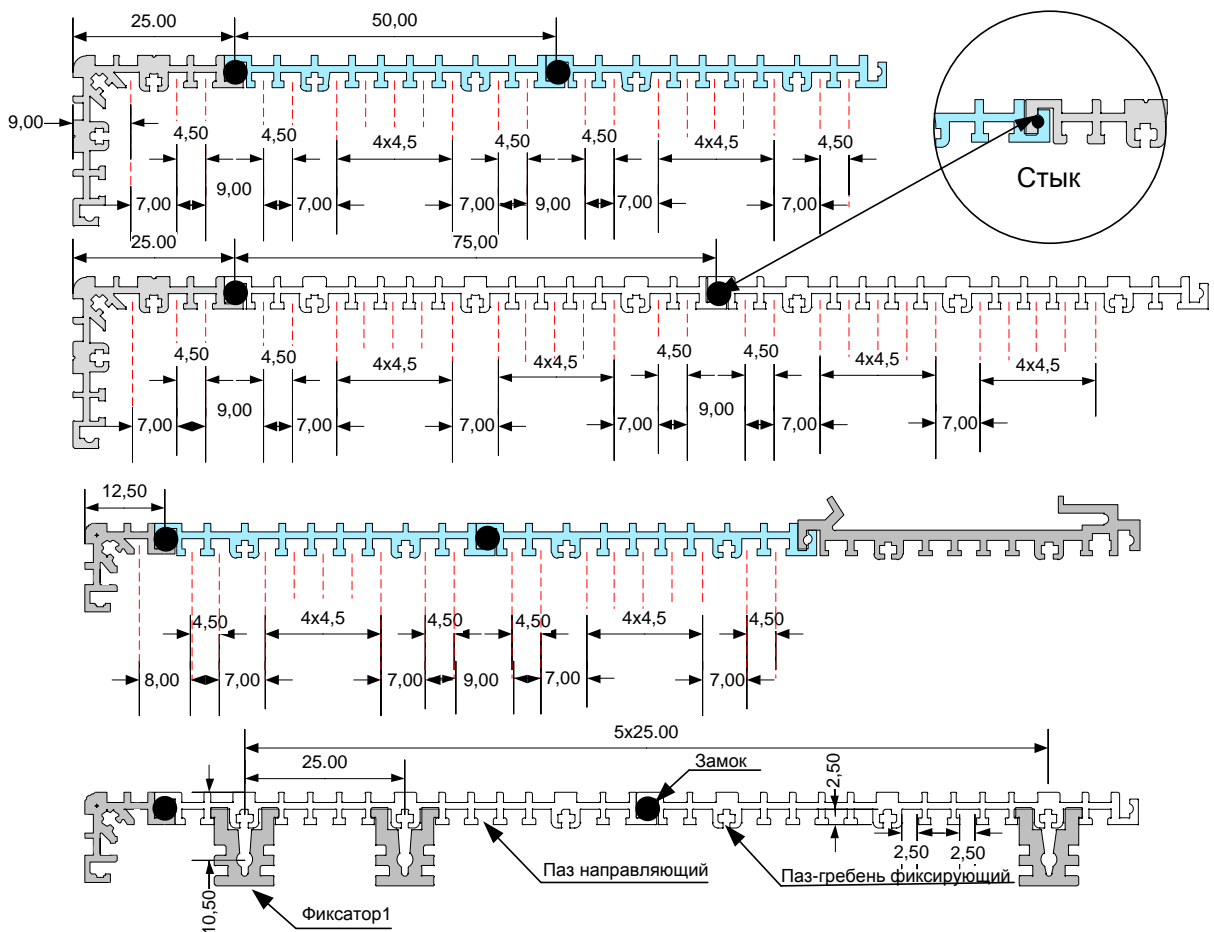 25.00 50,00
9,00 4,50 4,50 4x4,5 4,50 4,50 4x4,5 4,50
7,00 9,00 7,00 7,00 9,00 7,00 7,00
Стык
25.00 75,00
4,50 4,50 4x4,5 4x4,5 4,50 4,50 4x4,5 4x4,5
7,00 9,00 7,00 7,00 7,00 9,00 7,00 7,00
12,50
4,50 4x4,5 4,50 4,50 4x4,5 4,50
8,00 7,00 7,00 9,00 7,00 7,00
5x25.00
25.00 Замок 2,50
2,50 2,50
Паз направляющий Паз-гребень фиксирующий
10,50 Фиксатор1